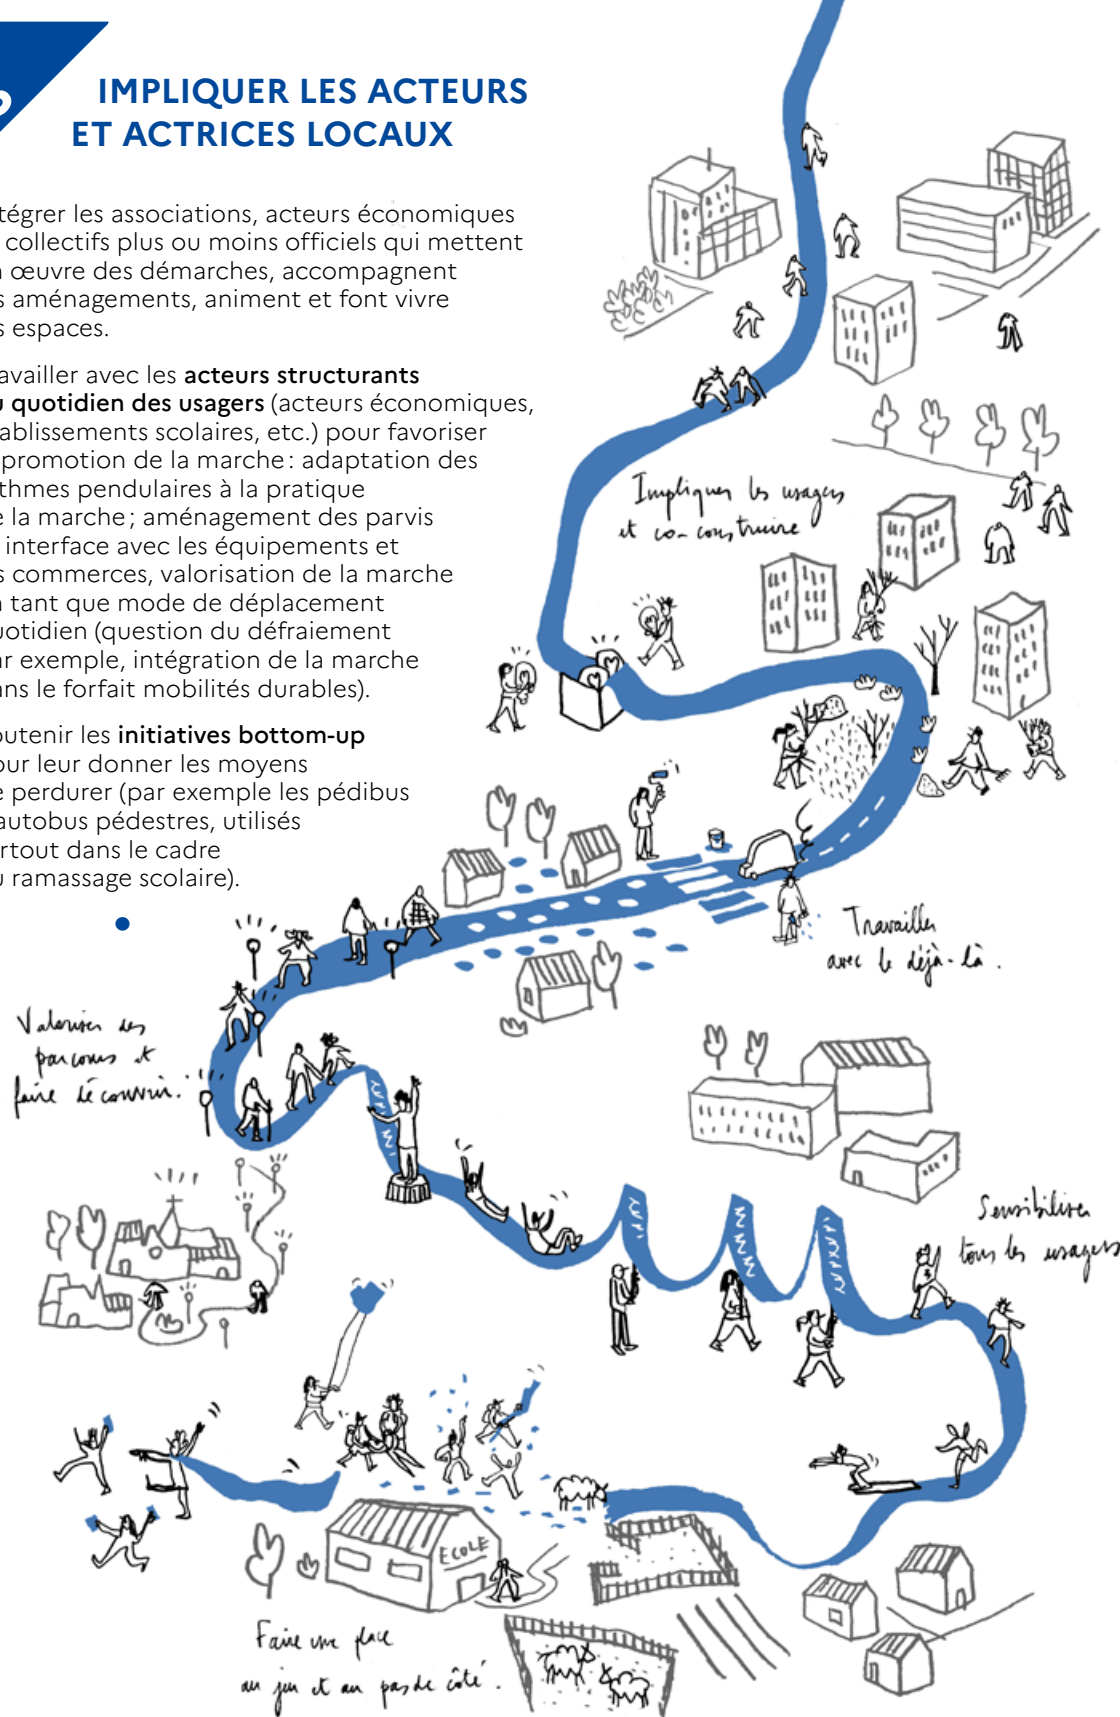 IMPLIQUER LES ACTEURS
ET ACTRICES LOCAUX
tégrer les associations, acteurs économiques
collectifs plus ou moins officiels qui mettent
œuvre des démarches, accompagnent
s aménagements, animent et font vivre
s espaces.
availler avec les acteurs structurants
u quotidien des usagers (acteurs économiques,
ablissements scolaires, etc.) pour favoriser
promotion de la marche : adaptation des
thmes pendulaires à la pratique
e la marche ; aménagement des parvis
interface avec les équipements et
s commerces, valorisation de la marche
n tant que mode de déplacement
uotidien (question du défraiement
ar exemple, intégration de la marche
ans le forfait mobilités durables).
outenir les initiatives bottom-up
our leur donner les moyens
e perdurer (par exemple les pédibus
autobus pédestres, utilisés
rtout dans le cadre
u ramassage scolaire).
Impliquer les usagers
et co-construire
Travailler
avec le déjà-là.
Valoriser des
parcours et
faire découvrir.
Sensibiliser
tous les usagers
ECOLE
Faire une place
au jeu et au pas de côté.